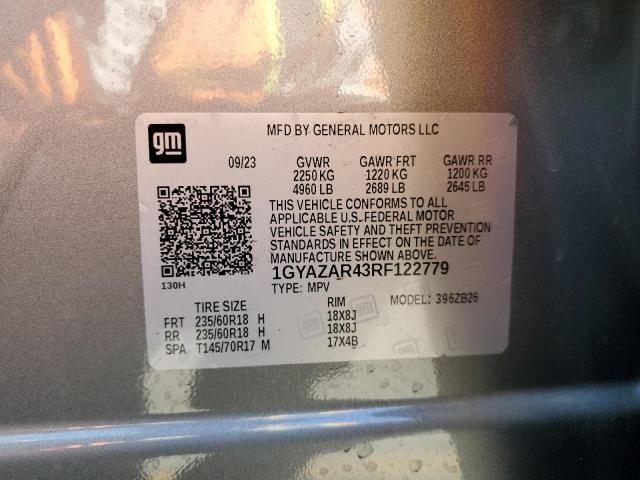 gm
MFD BY GENERAL MOTORS LLC
09/23 GVWR GAWR FRT GAWR RR
2250 KG 1220 KG 1200 KG
4960 LB 2689 LB 2645 LB
THIS VEHICLE CONFORMS TO ALL
APPLICABLE U.S. FEDERAL MOTOR
VEHICLE SAFETY AND THEFT PREVENTION
STANDARDS IN EFFECT ON THE DATE OF
MANUFACTURE SHOWN ABOVE.
1GYAZAR43RF122779
130H
TYPE: MPV MODEL: 396ZB26
TIRE SIZE RIM
FRT 235/60R18 H 18X8J
RR 235/60R18 H 18X8J
SPA T145/70R17 M 17X4B